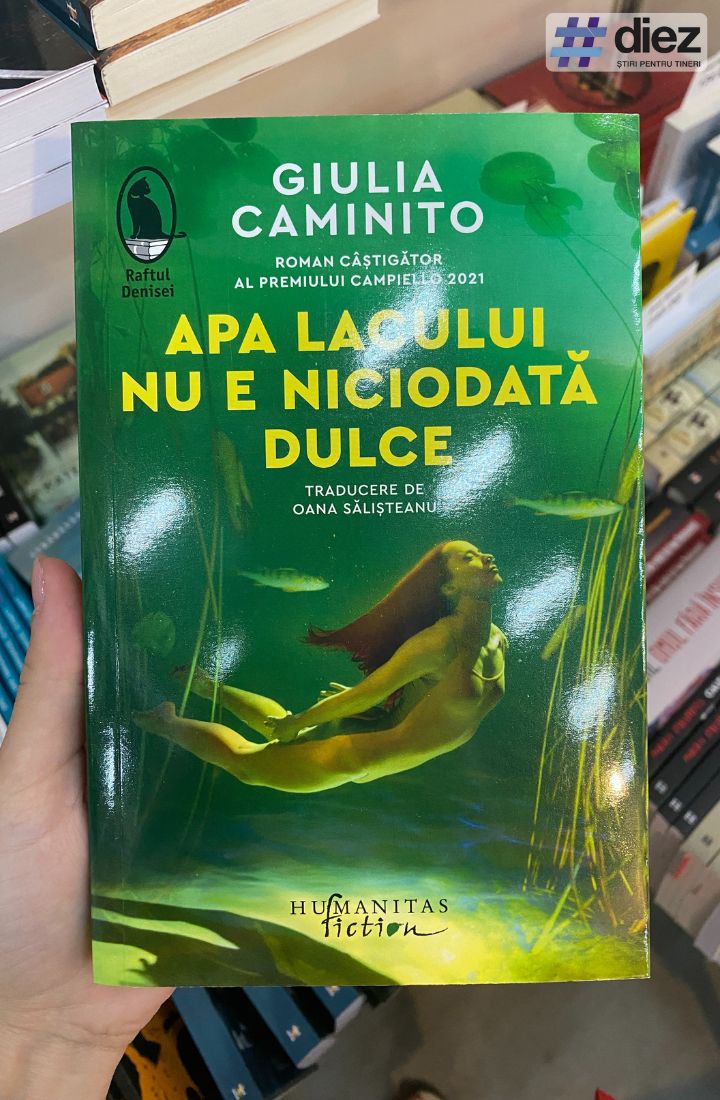 #diez
ȘTIRI PENTRU TINERI
GIULIA
CAMINITO
ROMAN CÂȘTIGĂTOR
AL PREMIULUI CAMPIELLO 2021
Raftul
Denisei
APA LACULUI
NU E NICIODATĂ
DULCE
TRADUCERE DE
OANA SĂLIȘTEANU
HUMANITAS
fiction